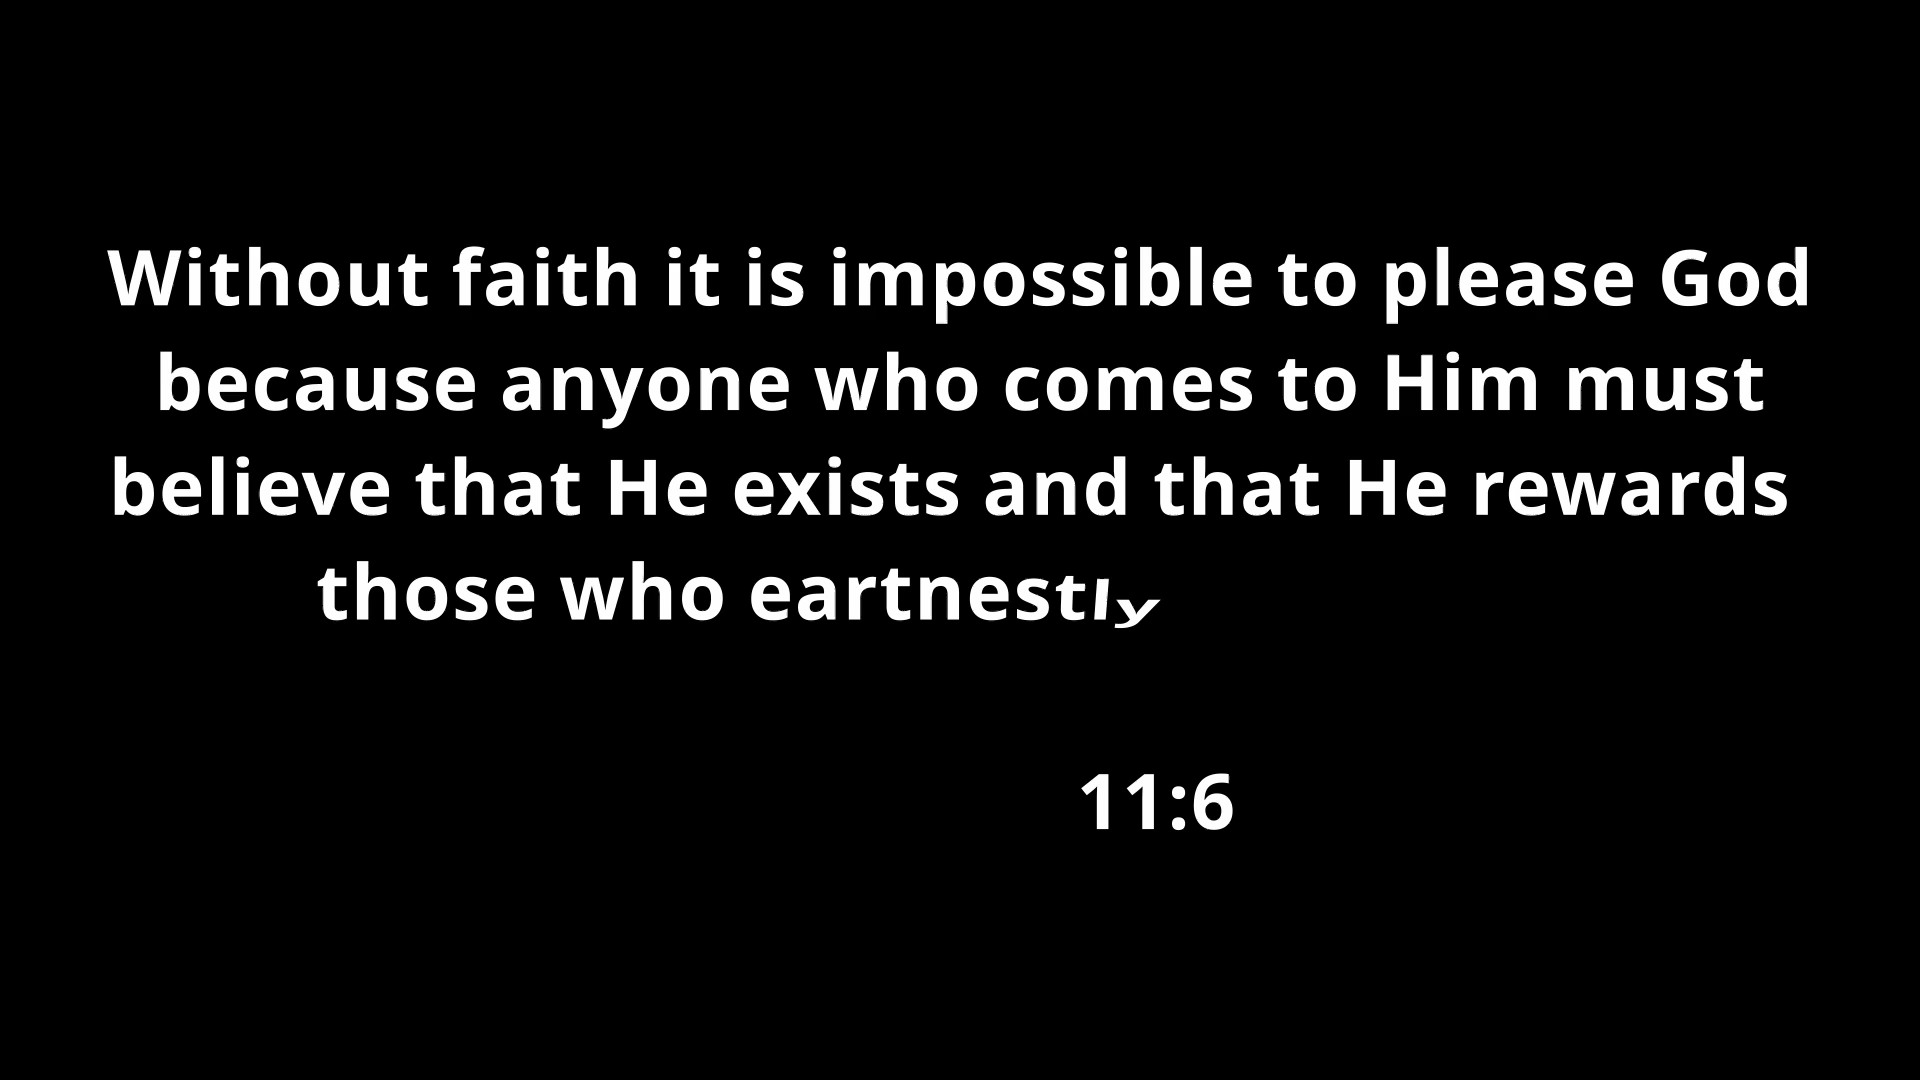 Without faith it is impossible to please God
because anyone who comes to Him must
believe that He exists and that He rewards
those who eartnestly
11:6